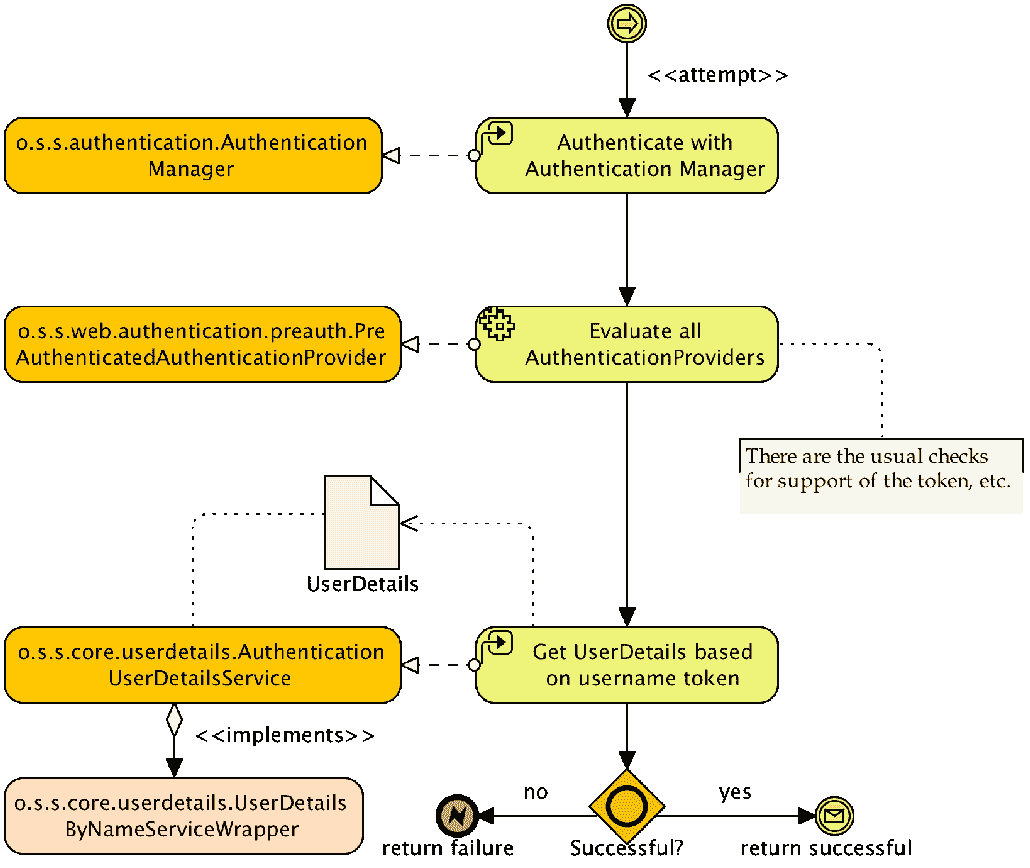 <<attempt>>
o.s.s.authentication.Authentication
Manager
Authenticate with
Authentication Manager
o.s.s.web.authentication.preauth.Pre
AuthenticatedAuthenticationProvider
Evaluate all
AuthenticationProviders
There are the usual checks
for support of the token, etc.
UserDetails
o.s.s.core.userdetails.Authentication
UserDetailsService
Get UserDetails based
on username token
<<implements>>
o.s.s.core.userdetails.UserDetails
ByNameServiceWrapper
no
yes
return failure
Successful?
return successful